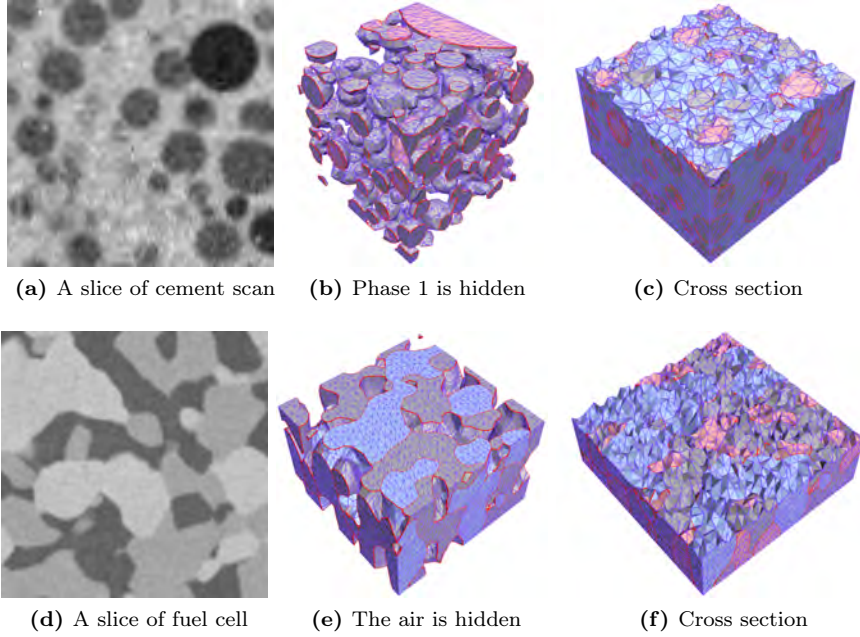 (a) A slice of cement scan
(b) Phase 1 is hidden
(c) Cross section
(d) A slice of fuel cell
(e) The air is hidden
(f) Cross section